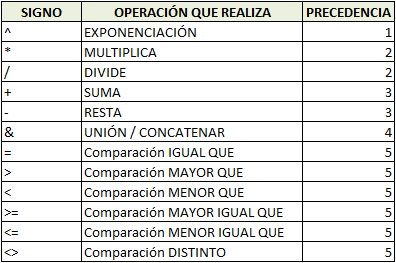 SIGNO OPERACIÓN QUE REALIZA PRECEDENCIA
^ EXPONENCIACIÓN 1
* MULTIPLICA 2
/ DIVIDE 2
+ SUMA 3
- RESTA 3
& UNIÓN / CONCATENAR 4
= Comparación IGUAL QUE 5
> Comparación MAYOR QUE 5
< Comparación MENOR QUE 5
>= Comparación MAYOR IGUAL QUE 5
<= Comparación MENOR IGUAL QUE 5
<> Comparación DISTINTO 5